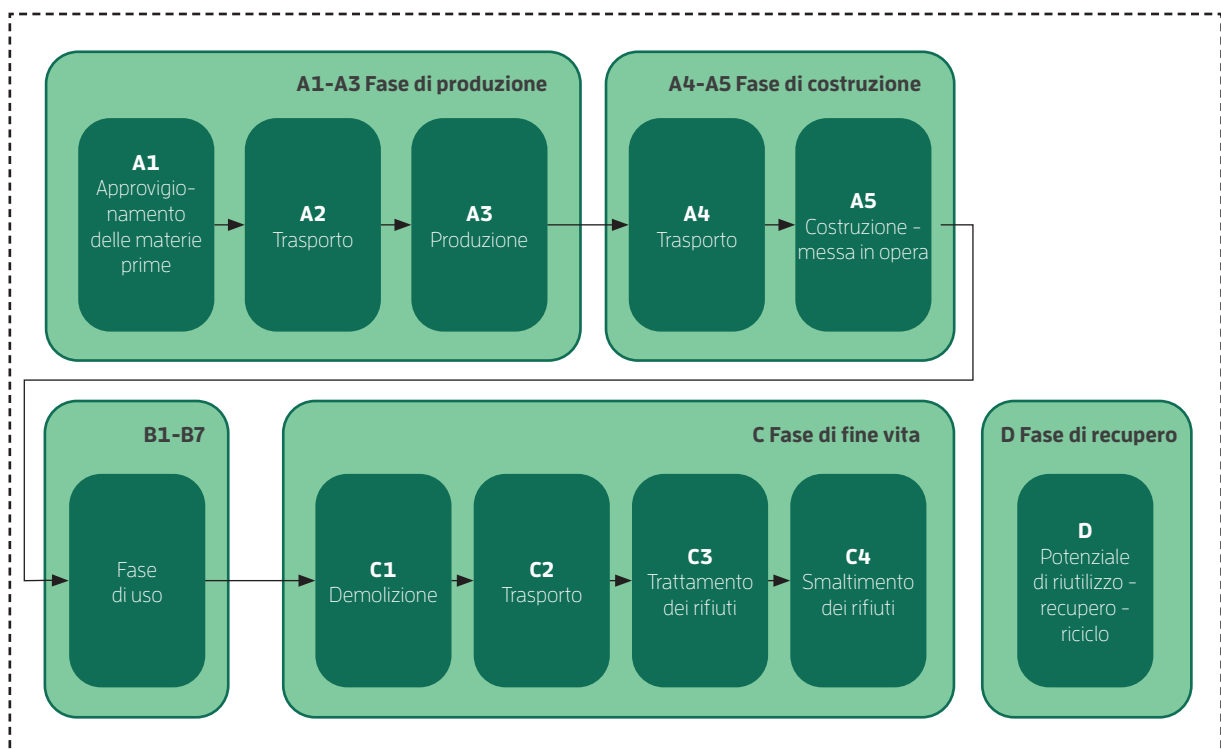 A1-A3 Fase di produzione
A1
Approvigio-
namento
delle materie
prime
A2
Trasporto
A3
Produzione
A4-A5 Fase di costruzione
A4
Trasporto
A5
Costruzione -
messa in opera
B1-B7
Fase
di uso
C Fase di fine vita
C1
Demolizione
C2
Trasporto
C3
Trattamento
dei rifiuti
C4
Smaltimento
dei rifiuti
D Fase di recupero
D
Potenziale
di riutilizzo -
recupero -
riciclo